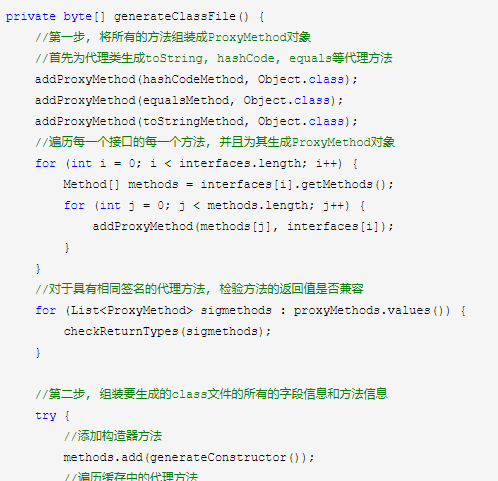 private byte[] generateClassFile() {
//第一步, 将所有的方法组装成ProxyMethod对象
//首先为代理类生成toString, hashCode, equals等代理方法
addProxyMethod(hashCodeMethod, Object.class);
addProxyMethod(equalsMethod, Object.class);
addProxyMethod(toStringMethod, Object.class);
//遍历每一个接口的每一个方法, 并且为其生成ProxyMethod对象
for (int i = 0; i < interfaces.length; i++) {
Method[] methods = interfaces[i].getMethods();
for (int j = 0; j < methods.length; j++) {
addProxyMethod(methods[j], interfaces[i]);
}
}
//对于具有相同签名的代理方法, 检验方法的返回值是否兼容
for (List<ProxyMethod> sigmethods : proxyMethods.values()) {
checkReturnTypes(sigmethods);
}
//第二步, 组装要生成的class文件的所有的字段信息和方法信息
try {
//添加构造器方法
methods.add(generateConstructor());
//遍历缓存中的代理方法